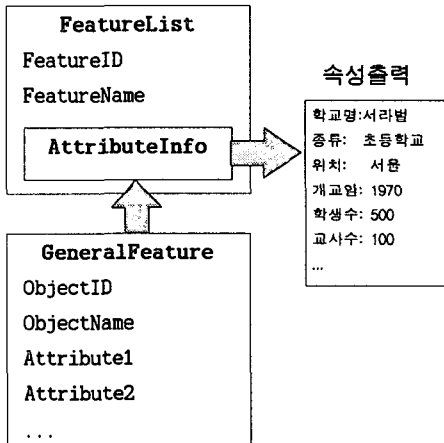 FeatureList
FeatureID
FeatureName
AttributeInfo
GeneralFeature
ObjectID
ObjectName
Attribute1
Attribute2
...
속성출력
학교명:서라범
종류: 초등학교
위치: 서울
개교일: 1970
학생수: 500
교사수: 100
...